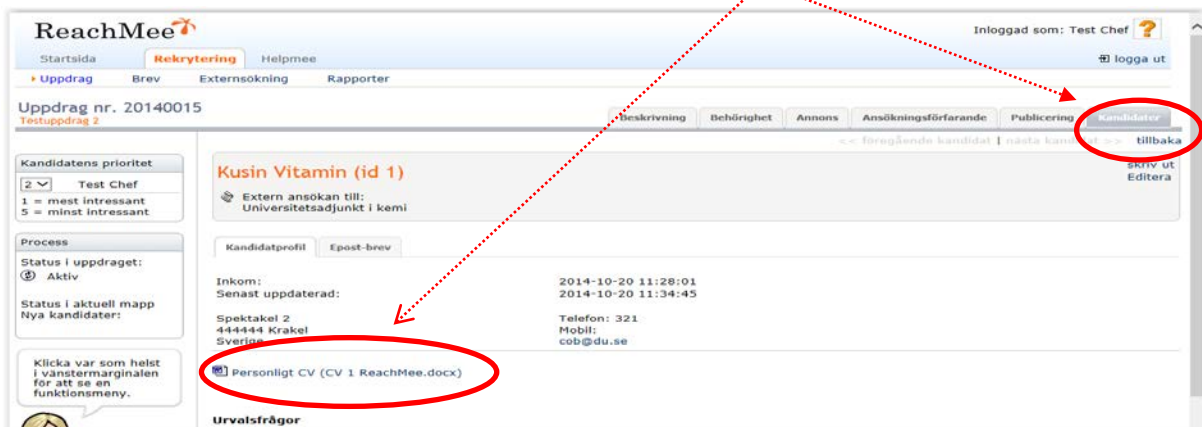 ReachMee
Inloggad som: Test Chef ?
Startsida Rekrytering Helpmee
logga ut
Uppdrag Brev Externsökning Rapporter
Uppdrag nr. 20140015
Testuppdrag 2
Beskrivning Behörighet Annons Ansökningsförfarande Publicering Kandidater
<< föregående kandidat | nästa kandidat >> tillbaka
skriv ut
Editera
Kandidatens prioritet
2 Test Chef
1 = mest intressant
5 = minst intressant
Kusin Vitamin (id 1)
Extern ansökan till:
Universitetsadjunkt i kemi
Process
Status i uppdraget:
Aktiv
Status i aktuell mapp
Nya kandidater:
Kandidatprofil Epost-brev
Inkom: 2014-10-20 11:28:01
Senast uppdaterad: 2014-10-20 11:34:45
Spektakel 2 Telefon: 321
444444 Krakel Mobil:
Sverige cob@du.se
Klicka var som helst
i vänstermarginalen
för att se en
funktionsmeny.
Personligt CV (CV 1 ReachMee.docx)
Urvalsfrågor